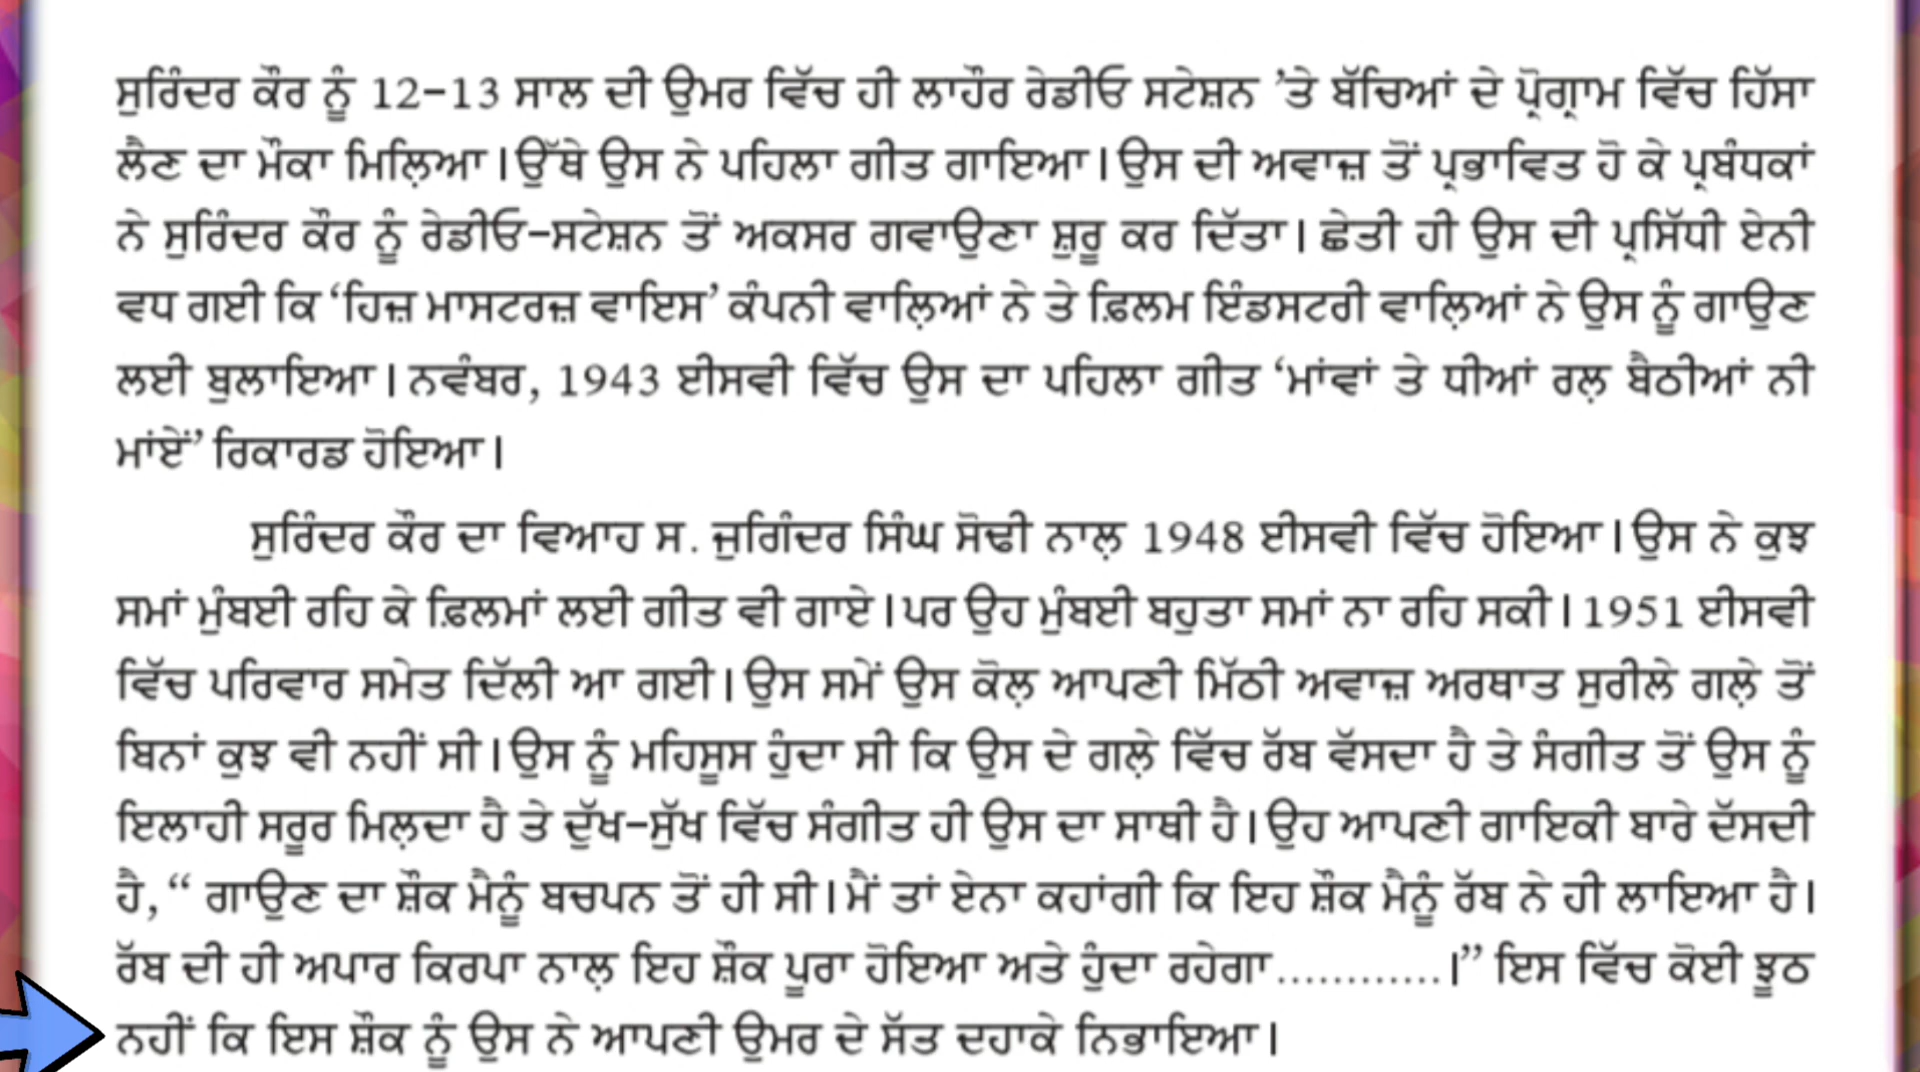 ਸੁਰਿੰਦਰ ਕੌਰ ਨੂੰ 12-13 ਸਾਲ ਦੀ ਉਮਰ ਵਿੱਚ ਹੀ ਲਾਹੌਰ ਰੇਡੀਓ ਸਟੇਸ਼ਨ ’ਤੇ ਬੱਚਿਆਂ ਦੇ ਪ੍ਰੋਗ੍ਰਾਮ ਵਿੱਚ ਹਿੱਸਾ
ਲੈਣ ਦਾ ਮੌਕਾ ਮਿਲ਼ਿਆ। ਉੱਥੇ ਉਸ ਨੇ ਪਹਿਲਾ ਗੀਤ ਗਾਇਆ। ਉਸ ਦੀ ਅਵਾਜ਼ ਤੋਂ ਪ੍ਰਭਾਵਿਤ ਹੋ ਕੇ ਪ੍ਰਬੰਧਕਾਂ
ਨੇ ਸੁਰਿੰਦਰ ਕੌਰ ਨੂੰ ਰੇਡੀਓ-ਸਟੇਸ਼ਨ ਤੋਂ ਅਕਸਰ ਗਵਾਉਣਾ ਸ਼ੁਰੂ ਕਰ ਦਿੱਤਾ। ਛੇਤੀ ਹੀ ਉਸ ਦੀ ਪ੍ਰਸਿੱਧੀ ਏਨੀ
ਵਧ ਗਈ ਕਿ ‘ਹਿਜ਼ ਮਾਸਟਰਜ਼ ਵਾਇਸ’ ਕੰਪਨੀ ਵਾਲ਼ਿਆਂ ਨੇ ਤੇ ਫ਼ਿਲਮ ਇੰਡਸਟਰੀ ਵਾਲ਼ਿਆਂ ਨੇ ਉਸ ਨੂੰ ਗਾਉਣ
ਲਈ ਬੁਲਾਇਆ। ਨਵੰਬਰ, 1943 ਈਸਵੀ ਵਿੱਚ ਉਸ ਦਾ ਪਹਿਲਾ ਗੀਤ ‘ਮਾਂਵਾਂ ਤੇ ਧੀਆਂ ਰਲ਼ ਬੈਠੀਆਂ ਨੀ
ਮਾਂਏਂ’ ਰਿਕਾਰਡ ਹੋਇਆ।
ਸੁਰਿੰਦਰ ਕੌਰ ਦਾ ਵਿਆਹ ਸ. ਜੁਗਿੰਦਰ ਸਿੰਘ ਸੋਢੀ ਨਾਲ਼ 1948 ਈਸਵੀ ਵਿੱਚ ਹੋਇਆ। ਉਸ ਨੇ ਕੁਝ
ਸਮਾਂ ਮੁੰਬਈ ਰਹਿ ਕੇ ਫ਼ਿਲਮਾਂ ਲਈ ਗੀਤ ਵੀ ਗਾਏ। ਪਰ ਉਹ ਮੁੰਬਈ ਬਹੁਤਾ ਸਮਾਂ ਨਾ ਰਹਿ ਸਕੀ। 1951 ਈਸਵੀ
ਵਿੱਚ ਪਰਿਵਾਰ ਸਮੇਤ ਦਿੱਲੀ ਆ ਗਈ। ਉਸ ਸਮੇਂ ਉਸ ਕੋਲ਼ ਆਪਣੀ ਮਿੱਠੀ ਅਵਾਜ਼ ਅਰਥਾਤ ਸੁਰੀਲੇ ਗਲ਼ੇ ਤੋਂ
ਬਿਨਾਂ ਕੁਝ ਵੀ ਨਹੀਂ ਸੀ। ਉਸ ਨੂੰ ਮਹਿਸੂਸ ਹੁੰਦਾ ਸੀ ਕਿ ਉਸ ਦੇ ਗਲ਼ੇ ਵਿੱਚ ਰੱਬ ਵੱਸਦਾ ਹੈ ਤੇ ਸੰਗੀਤ ਤੋਂ ਉਸ ਨੂੰ
ਇਲਾਹੀ ਸਰੂਰ ਮਿਲ਼ਦਾ ਹੈ ਤੇ ਦੁੱਖ-ਸੁੱਖ ਵਿੱਚ ਸੰਗੀਤ ਹੀ ਉਸ ਦਾ ਸਾਥੀ ਹੈ। ਉਹ ਆਪਣੀ ਗਾਇਕੀ ਬਾਰੇ ਦੱਸਦੀ
ਹੈ, “ ਗਾਉਣ ਦਾ ਸ਼ੌਕ ਮੈਨੂੰ ਬਚਪਨ ਤੋਂ ਹੀ ਸੀ। ਮੈਂ ਤਾਂ ਏਨਾ ਕਹਾਂਗੀ ਕਿ ਇਹ ਸ਼ੌਕ ਮੈਨੂੰ ਰੱਬ ਨੇ ਹੀ ਲਾਇਆ ਹੈ।
ਰੱਬ ਦੀ ਹੀ ਅਪਾਰ ਕਿਰਪਾ ਨਾਲ਼ ਇਹ ਸ਼ੌਕ ਪੂਰਾ ਹੋਇਆ ਅਤੇ ਹੁੰਦਾ ਰਹੇਗਾ.............।” ਇਸ ਵਿੱਚ ਕੋਈ ਝੂਠ
ਨਹੀਂ ਕਿ ਇਸ ਸ਼ੌਕ ਨੂੰ ਉਸ ਨੇ ਆਪਣੀ ਉਮਰ ਦੇ ਸੱਤ ਦਹਾਕੇ ਨਿਭਾਇਆ।